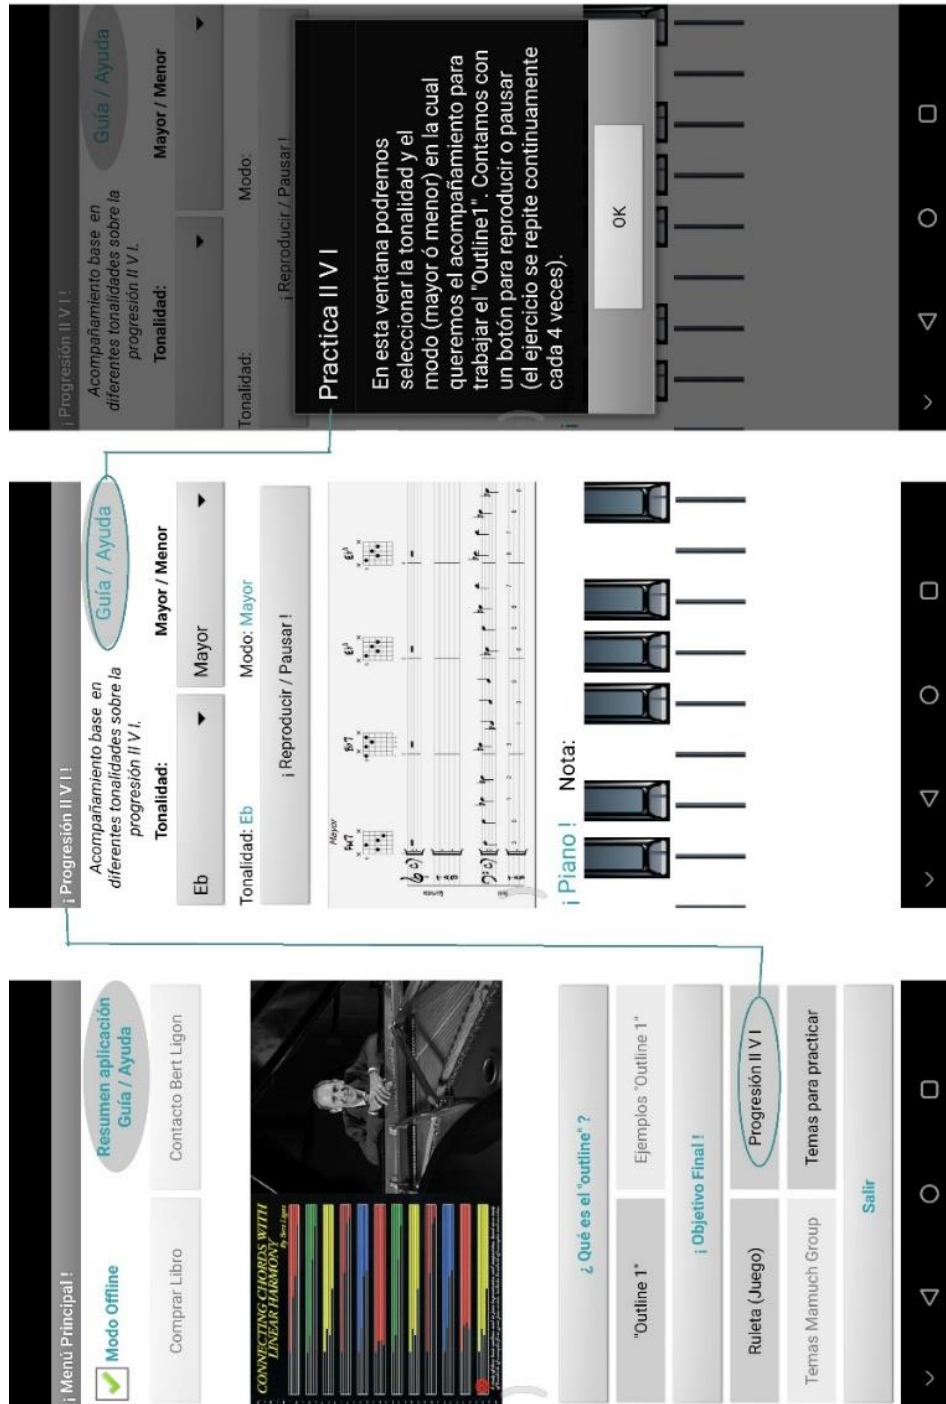 ¡ Menú Principal !
Modo Offline
Resumen aplicación
Guía / Ayuda
Comprar Libro
Contacto Bert Ligon
CONNECTING CHORDS WITH
LINEAR HARMONY
By Bert Ligon
¿ Qué es el "outline" ?
"Outline 1"
Ejemplos "Outline 1"
¡ Objetivo Final !
Ruleta (Juego)
Progresión II V I
Temas Mamuch Group
Temas para practicar
Salir
¡ Progresión II V I !
Acompañamiento base en
diferentes tonalidades sobre la
progresión II V I.
Guía / Ayuda
Tonalidad:
Mayor / Menor
Eb
Mayor
Tonalidad: Eb
Modo: Mayor
¡ Reproducir / Pausar !
Mayor
¡ Piano !
Nota:
¡ Progresión II V I !
Acompañamiento base en
diferentes tonalidades sobre la
progresión II V I.
Guía / Ayuda
Tonalidad:
Mayor / Menor
Tonalidad:
Modo:
¡ Reproducir / Pausar !
Practica II V I
En esta ventana podremos
seleccionar la tonalidad y el
modo (mayor ó menor) en la cual
queremos el acompañamiento para
trabajar el "Outline1". Contamos con
un botón para reproducir o pausar
(el ejercicio se repite continuamente
cada 4 veces).
OK